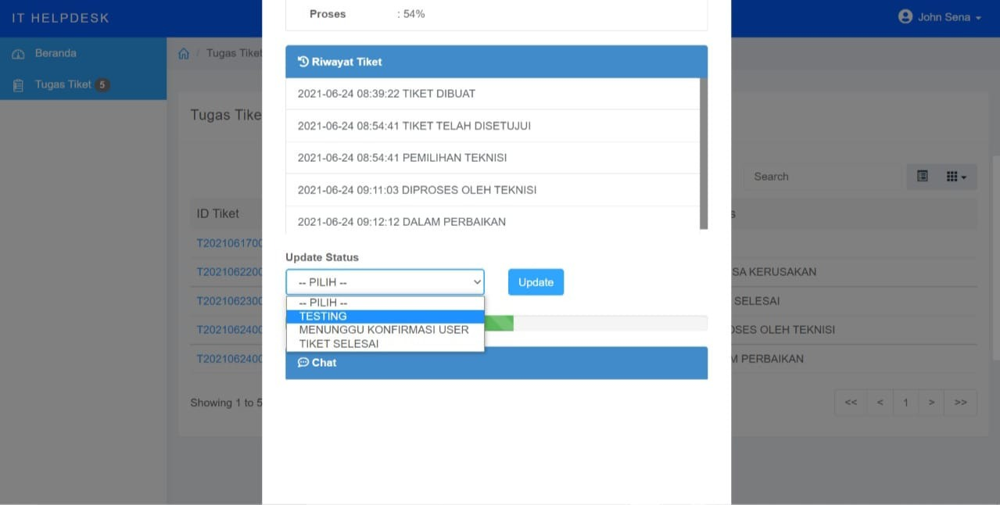 IT HELPDESK
John Sena
Beranda
Tugas Tiket 5
/ Tugas Tiket
Tugas Tike
Search
ID Tiket
T202106170
T2021062200
SA KERUSAKAN
T2021062300
SELESAI
T2021062400
OSES OLEH TEKNISI
T2021062400
M PERBAIKAN
Showing 1 to 5
<< < 1 > >>
Proses : 54%
Riwayat Tiket
2021-06-24 08:39:22 TIKET DIBUAT
2021-06-24 08:54:41 TIKET TELAH DISETUJUI
2021-06-24 08:54:41 PEMILIHAN TEKNISI
2021-06-24 09:11:03 DIPROSES OLEH TEKNISI
2021-06-24 09:12:12 DALAM PERBAIKAN
Update Status
-- PILIH --
Update
-- PILIH --
TESTING
MENUNGGU KONFIRMASI USER
TIKET SELESAI
Chat